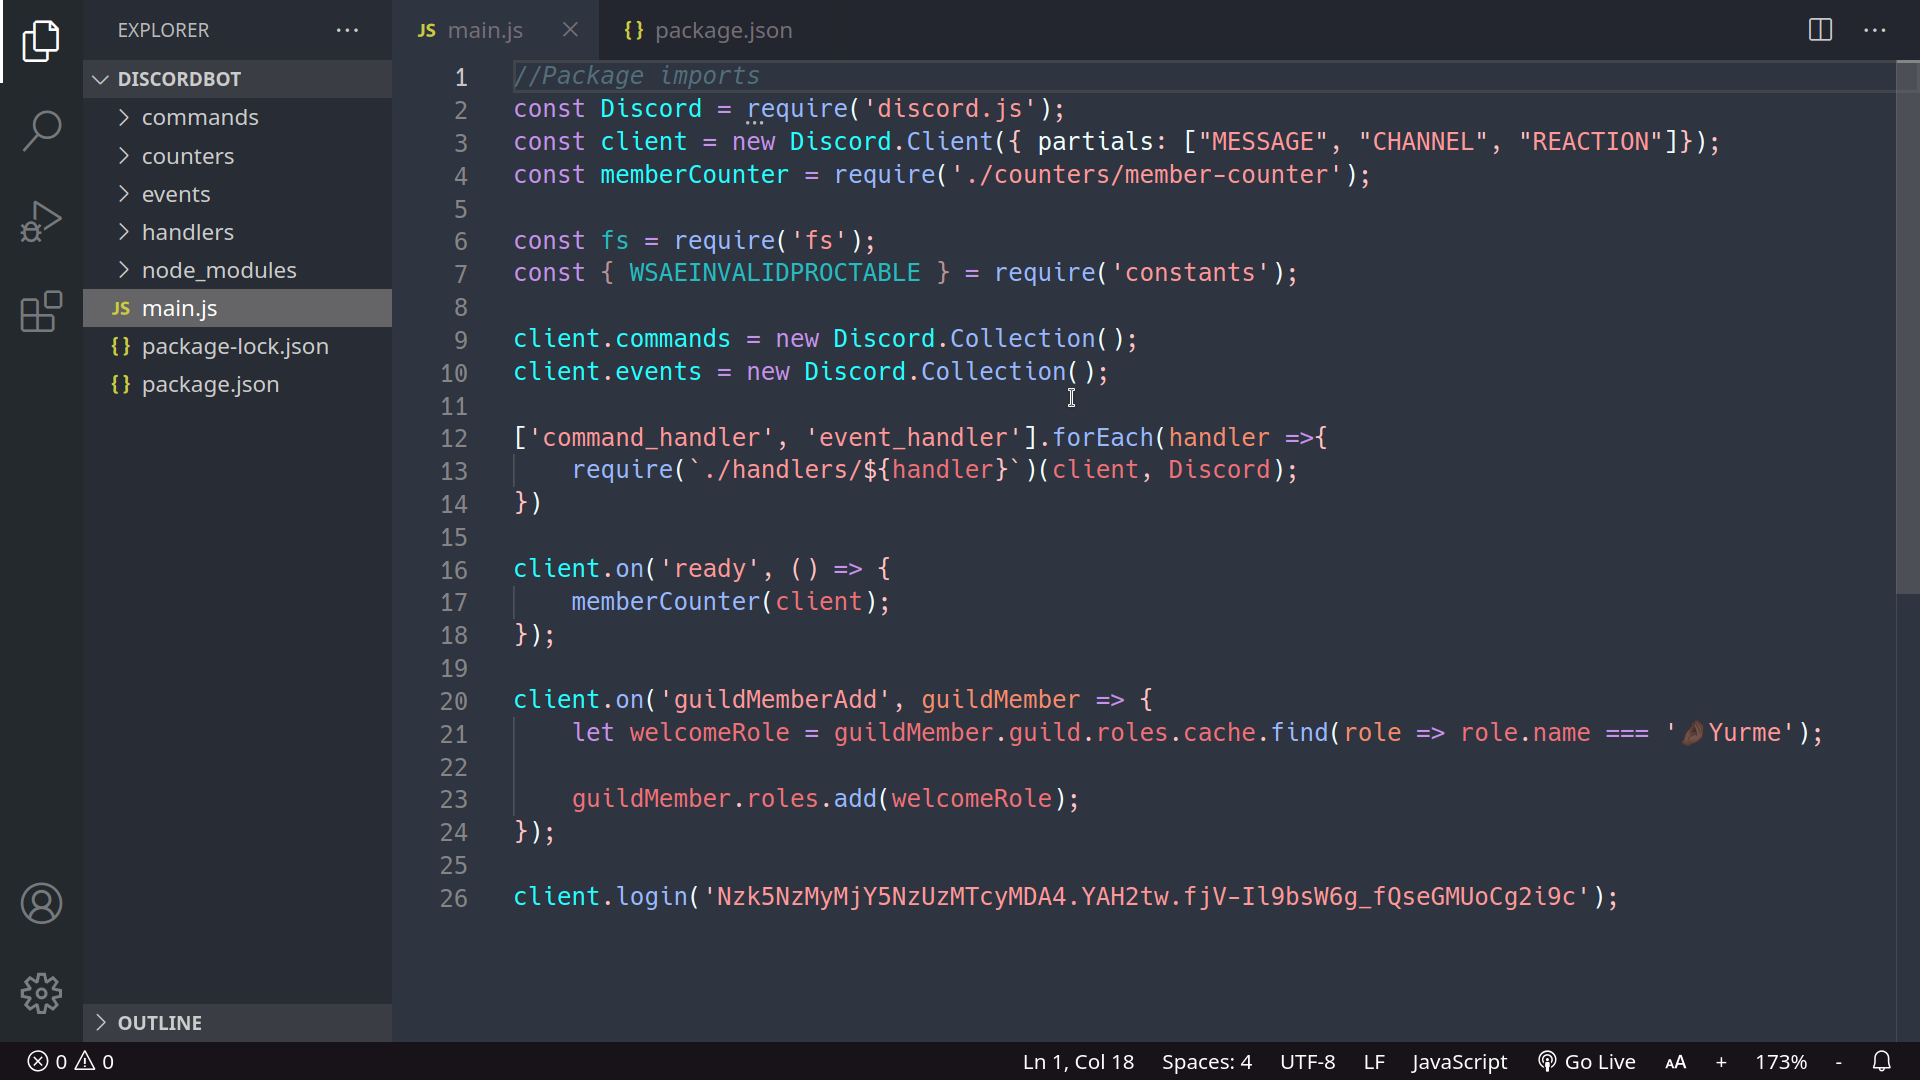 EXPLORER ···
DISCORDBOT
commands
counters
events
handlers
node_modules
JS main.js
{} package-lock.json
{} package.json
OUTLINE
JS main.js
{} package.json
1 //Package imports
2 const Discord = require('discord.js');
3 const client = new Discord.Client({ partials: ["MESSAGE", "CHANNEL", "REACTION"]});
4 const memberCounter = require('./counters/member-counter');
5
6 const fs = require('fs');
7 const { WSAEINVALIDPROCTABLE } = require('constants');
8
9 client.commands = new Discord.Collection();
10 client.events = new Discord.Collection();
11
12 ['command_handler', 'event_handler'].forEach(handler =>{
13     require(`./handlers/${handler}`)(client, Discord);
14 })
15
16 client.on('ready', () => {
17     memberCounter(client);
18 });
19
20 client.on('guildMemberAdd', guildMember => {
21     let welcomeRole = guildMember.guild.roles.cache.find(role => role.name === '🤌🏿Yurme');
22
23     guildMember.roles.add(welcomeRole);
24 });
25
26 client.login('Nzk5NzMyMjY5NzUzMTcyMDA4.YAH2tw.fjV-Il9bsW6g_fQseGMUoCg2i9c');
0 0 Ln 1, Col 18 Spaces: 4 UTF-8 LF JavaScript Go Live AA + 173% -